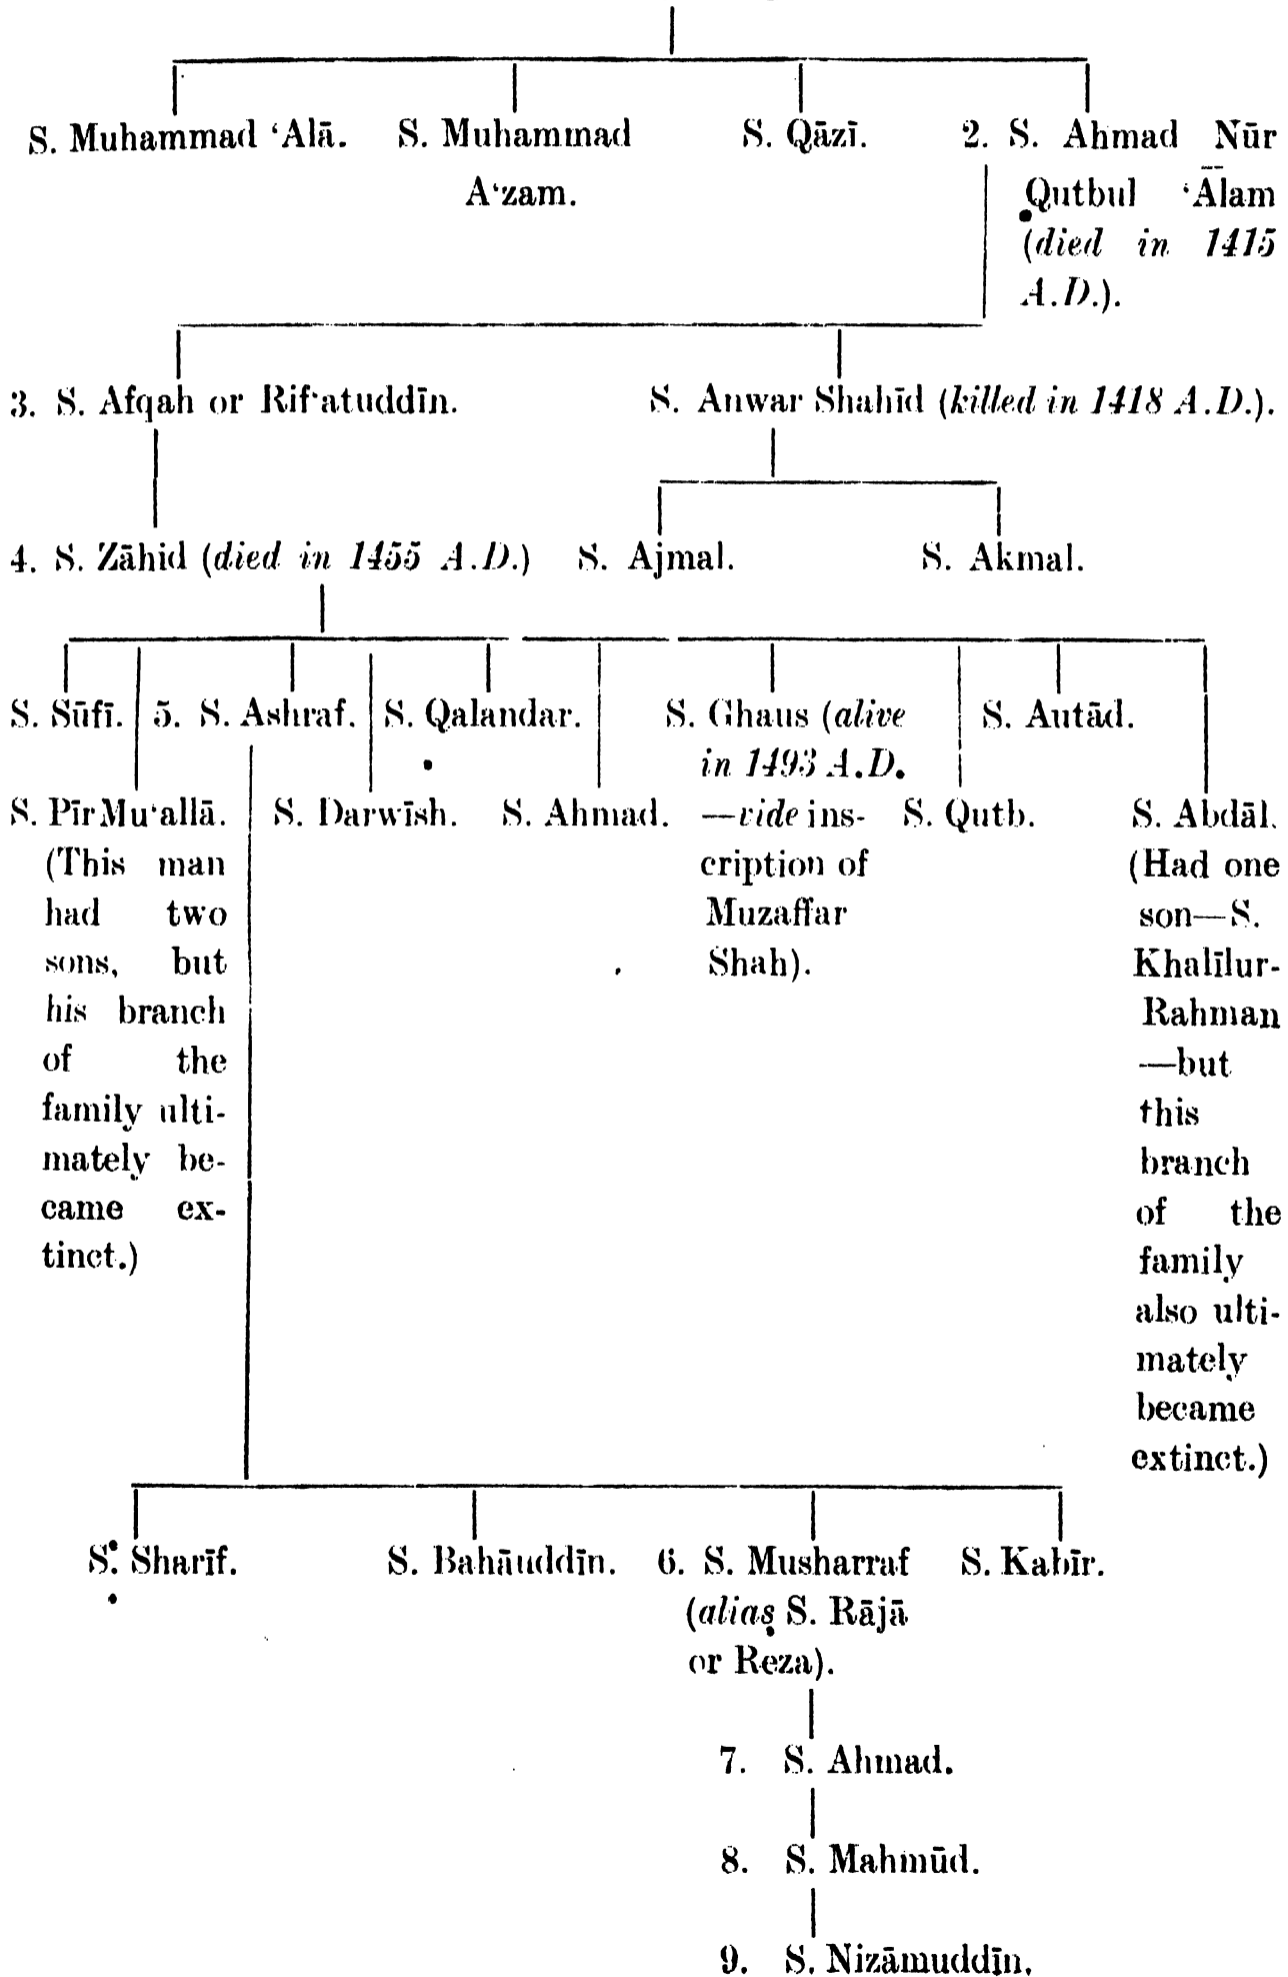 S. Muhammad ‘Alā. S. Muhammad S. Qāzī. 2. S. Ahmad Nūr
A‘zam. Qutbul ‘Ālam
(died in 1415
A.D.).
3. S. Afqah or Rif‘atuddīn. S. Anwar Shahīd (killed in 1418 A.D.).
4. S. Zāhid (died in 1455 A.D.) S. Ajmal. S. Akmal.
S. Sūfī. 5. S. Ashraf. S. Qalandar. S. Ghaus (alive S. Autād.
in 1493 A.D.
S. Pīr Mu‘allā. S. Darwīsh. S. Ahmad. —vide ins- S. Qutb. S. Abdāl.
(This man cription of (Had one
had two Muzaffar son—S.
sons, but Shah). Khalīlur-
his branch Rahman
of the —but
family ulti- this
mately be- branch
came ex- of the
tinct.) family
also ulti-
mately
became
extinct.)
S. Sharīf. S. Bahāuddīn. 6. S. Musharraf S. Kabīr.
(alias S. Rājā
or Reza).
7. S. Ahmad.
8. S. Mahmūd.
9. S. Nizāmuddīn.